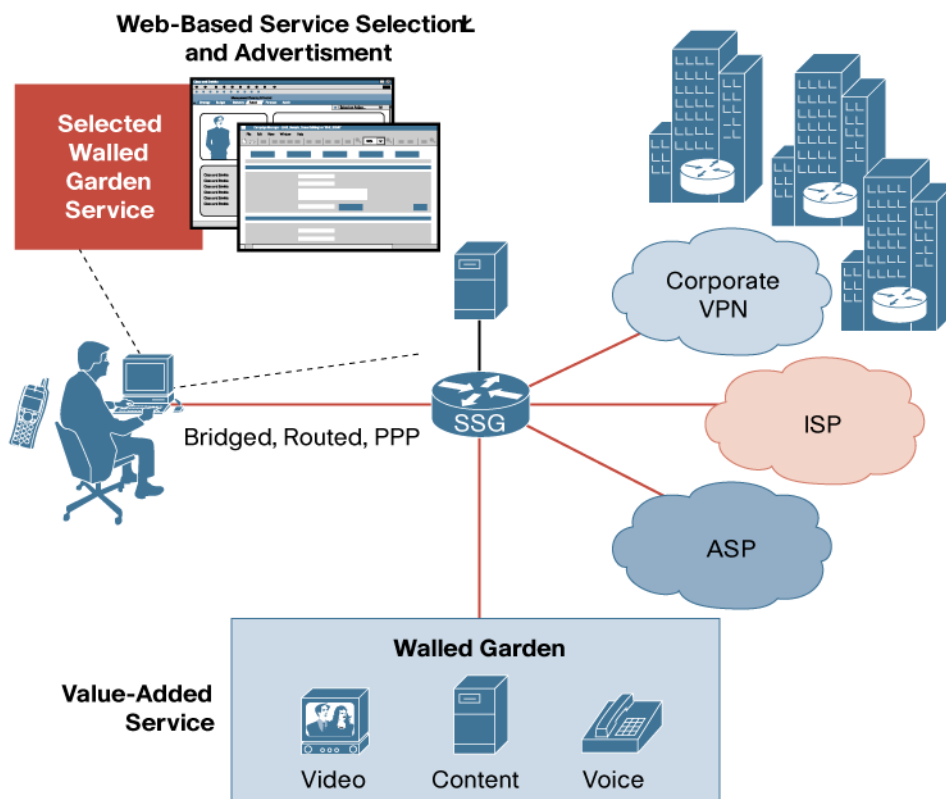 Web-Based Service SelectionŁ
and Advertisment
Selected
Walled
Garden
Service
Corporate
VPN
SSG
ISP
Bridged, Routed, PPP
ASP
Walled Garden
Value-Added
Service
Video
Content
Voice